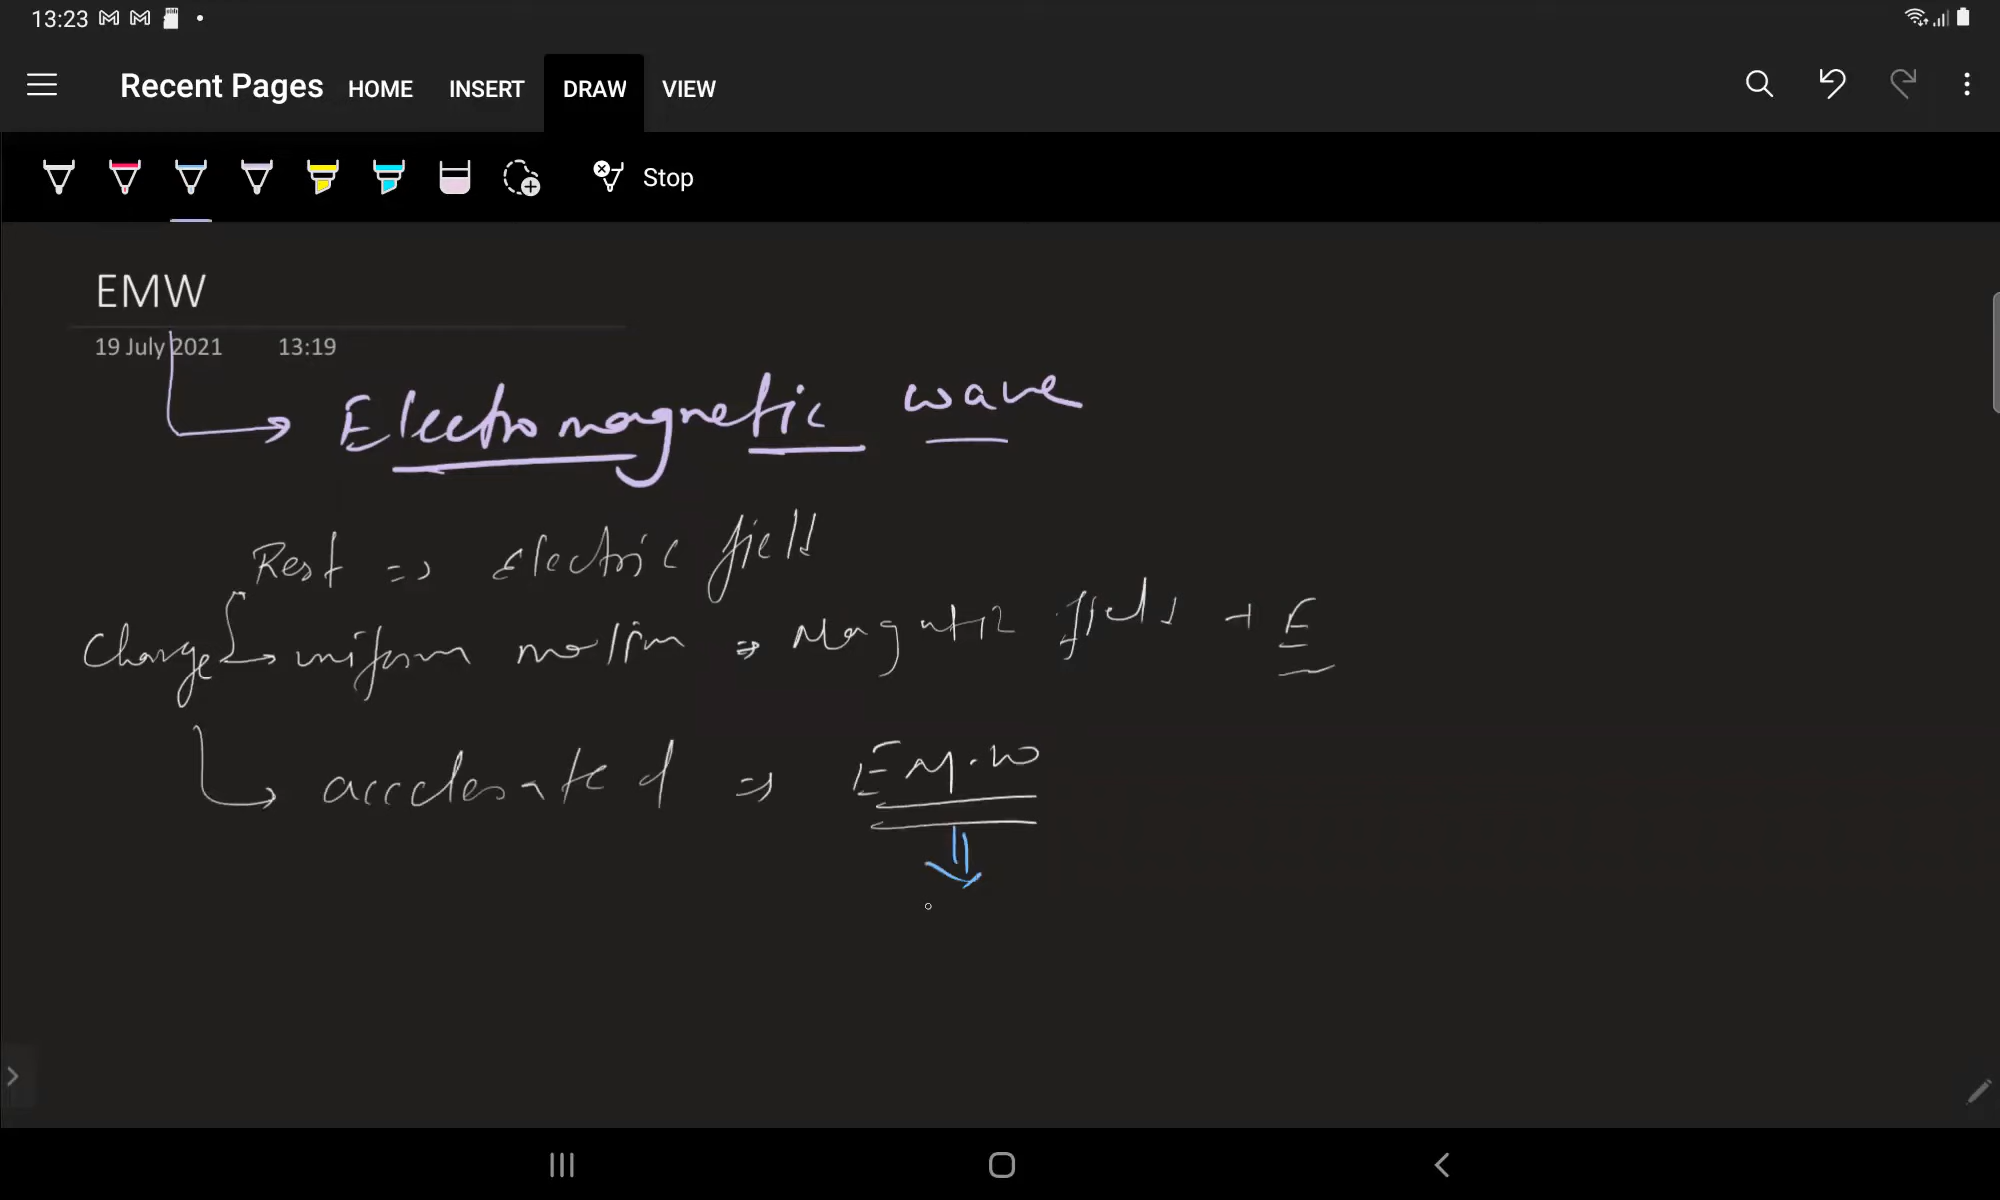 13:23
Recent Pages HOME INSERT DRAW VIEW
Stop
EMW
19 July 2021 13:19
Electromagnetic wave
Rest => Electric field
Charge uniform motion => Magnetic field + E
accelerated => EM.W